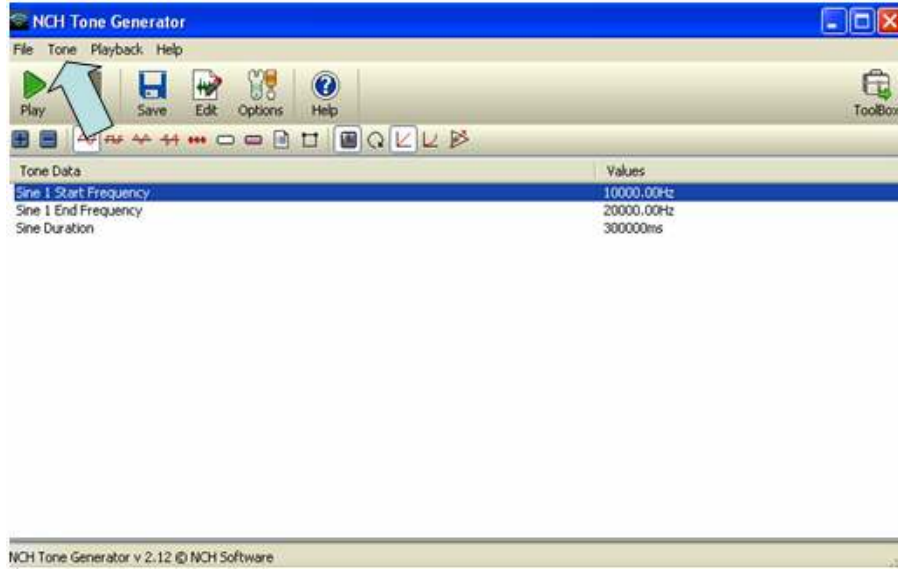 NCH Tone Generator
File Tone Playback Help
Play Save Edit Options Help ToolBox
Tone Data Values
Sine 1 Start Frequency 10000.00Hz
Sine 1 End Frequency 20000.00Hz
Sine Duration 300000ms
NCH Tone Generator v 2.12 © NCH Software